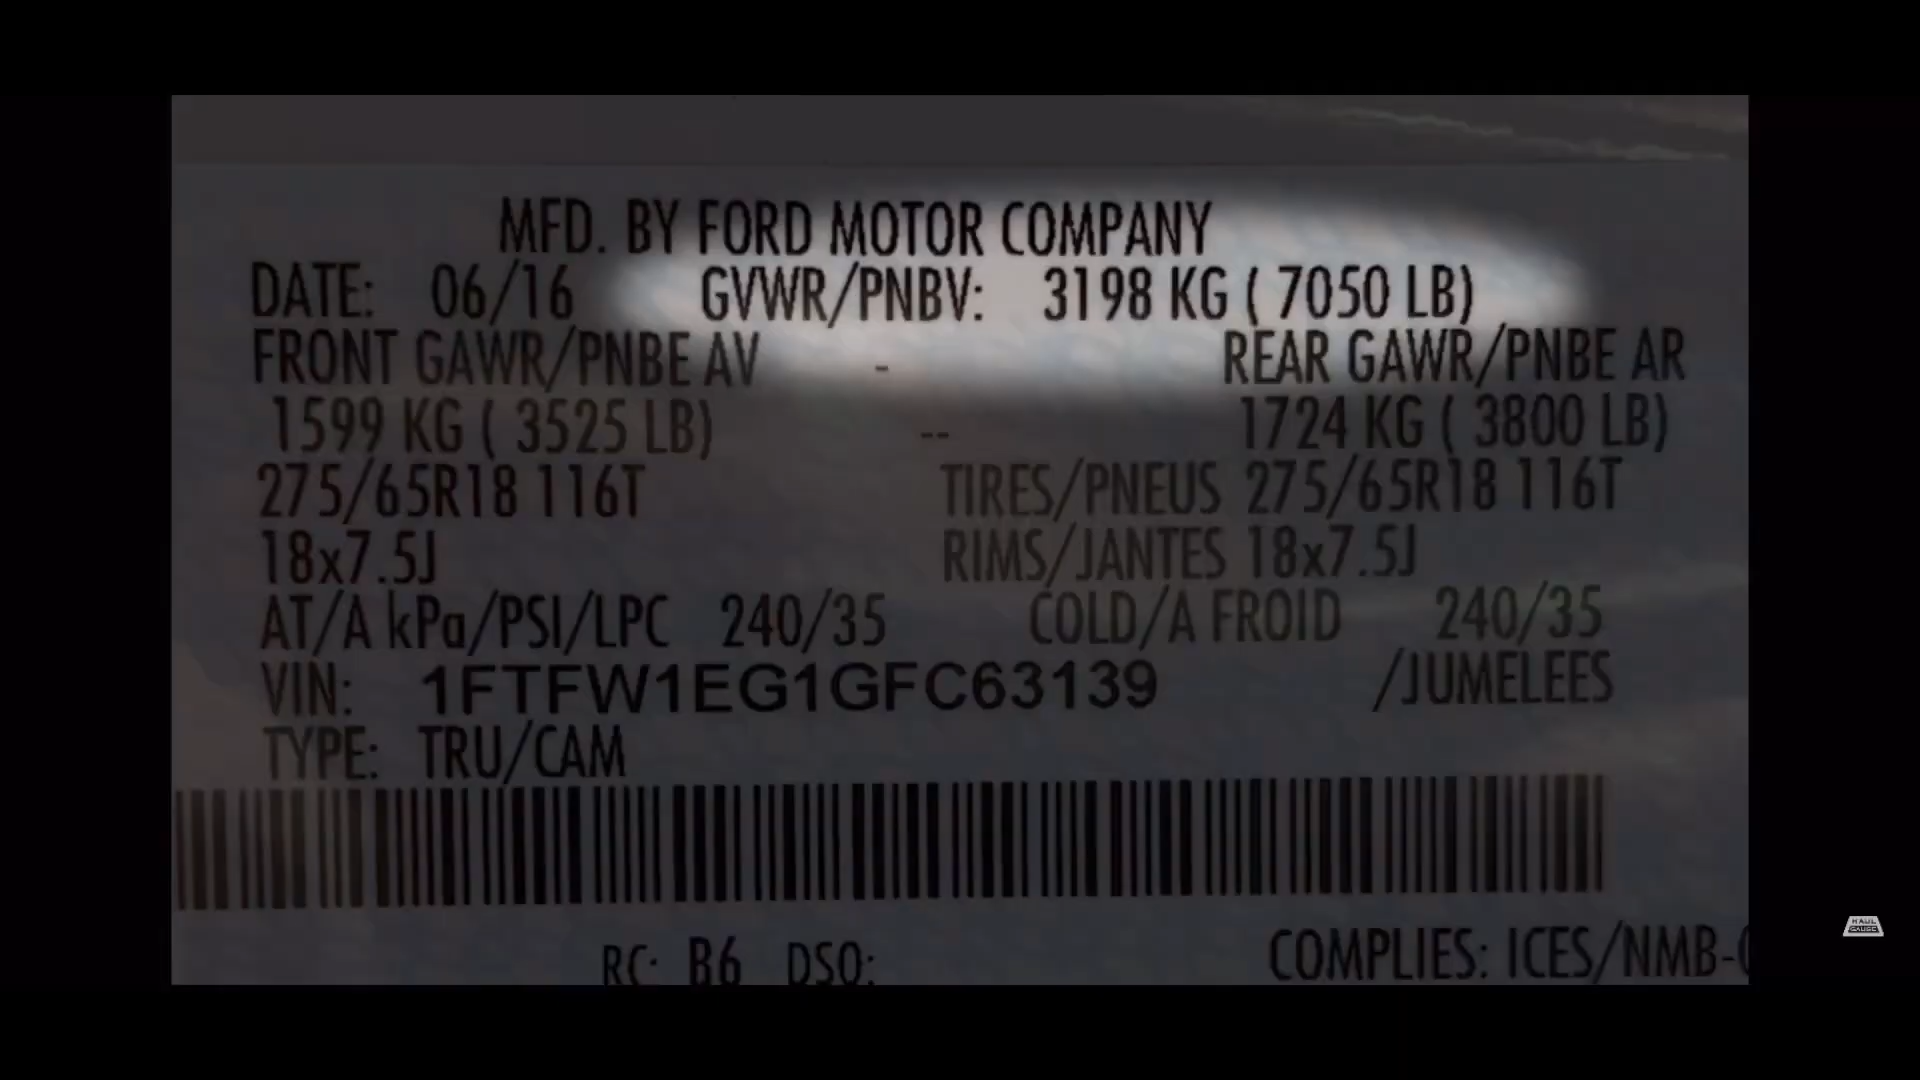 MFD. BY FORD MOTOR COMPANY
DATE: 06/16 GVWR/PNBV: 3198 KG ( 7050 LB)
FRONT GAWR/PNBE AV - REAR GAWR/PNBE AR
1599 KG ( 3525 LB) -- 1724 KG ( 3800 LB)
275/65R18 116T TIRES/PNEUS 275/65R18 116T
18x7.5J RIMS/JANTES 18x7.5J
AT/A kPa/PSI/LPC 240/35 COLD/A FROID 240/35
VIN: 1FTFW1EG1GFC63139 /JUMELEES
TYPE: TRU/CAM
RC: B6 DSO: COMPLIES: ICES/NMB-
HAUL
GAUGE